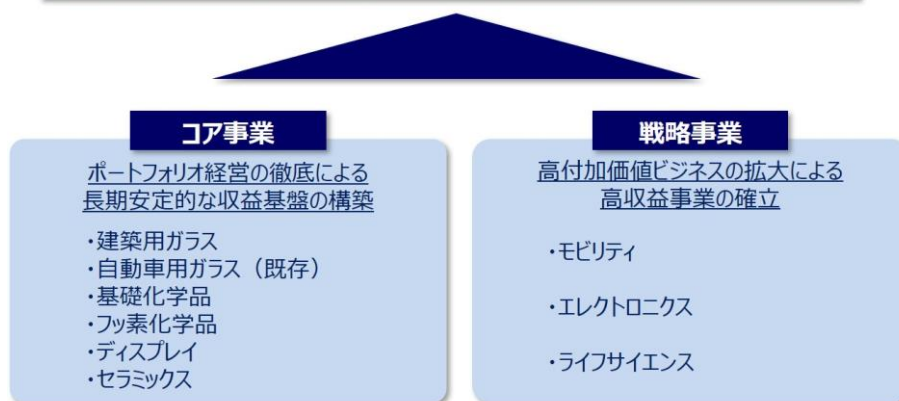 コア事業
ポートフォリオ経営の徹底による
長期安定的な収益基盤の構築
・建築用ガラス
・自動車用ガラス（既存）
・基礎化学品
・フッ素化学品
・ディスプレイ
・セラミックス
戦略事業
高付加価値ビジネスの拡大による
高収益事業の確立
・モビリティ
・エレクトロニクス
・ライフサイエンス